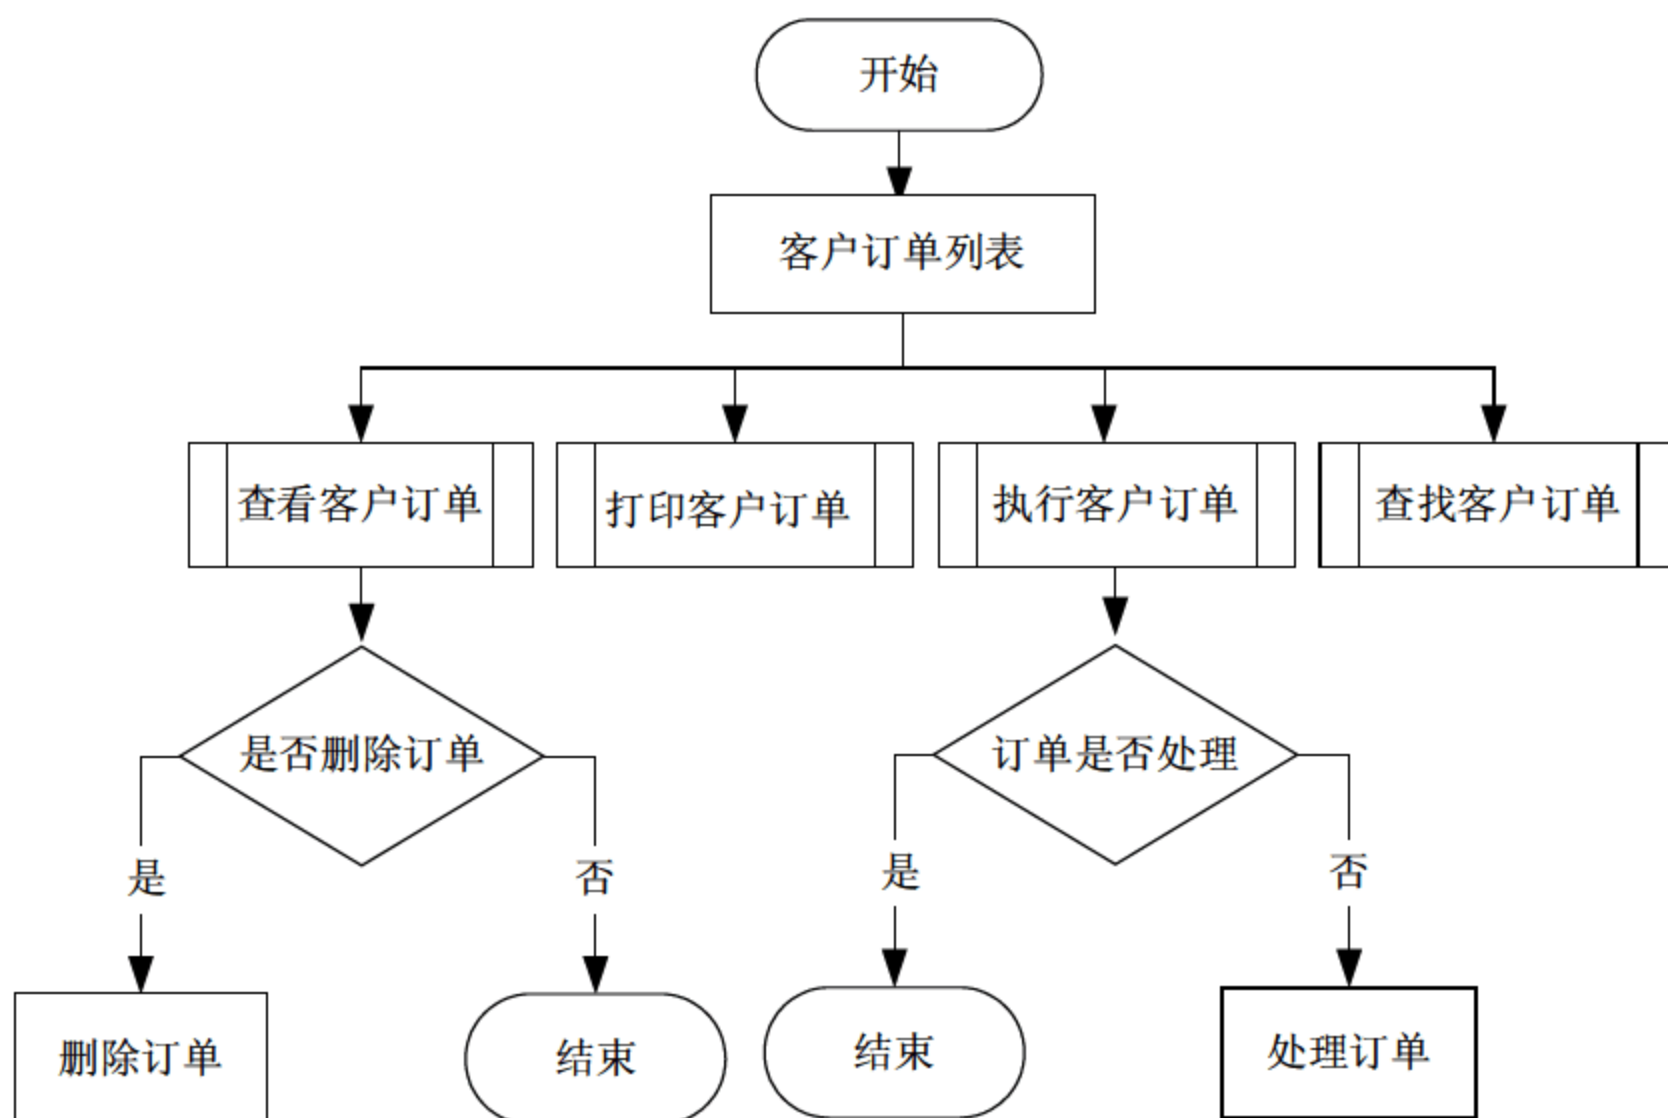 开始
客户订单列表
查看客户订单
打印客户订单
执行客户订单
查找客户订单
是否删除订单
订单是否处理
是
否
是
否
删除订单
结束
结束
处理订单